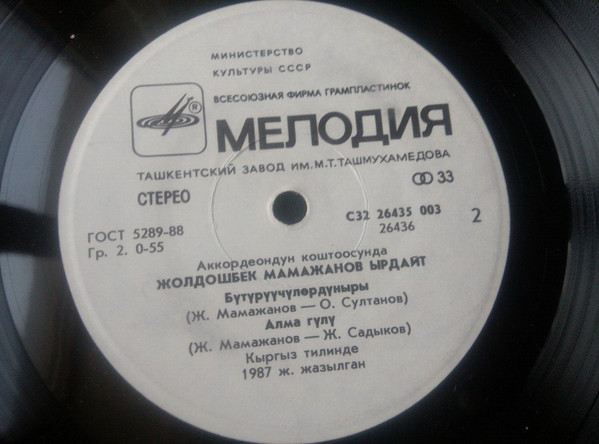 МИНИСТЕРСТВО
КУЛЬТУРЫ СССР
ВСЕСОЮЗНАЯ ФИРМА ГРАМПЛАСТИНОК
® МЕЛОДИЯ
ТАШКЕНТСКИЙ ЗАВОД ИМ. М.Т. ТАШМУХАМЕДОВА
СТЕРЕО
33
ГОСТ 5289-88
Гр. 2. 0-55
С32 26435 003
26436
2
Аккордеондун коштоосунда
ЖОЛДОШБЕК МАМАЖАНОВ ЫРДАЙТ
Бүтүрүүчүлөрдүныры
(Ж. Мамажанов — О. Султанов)
Алма гүлү
(Ж. Мамажанов — Ж. Садыков)
Кыргыз тилинде
1987 ж. жазылган